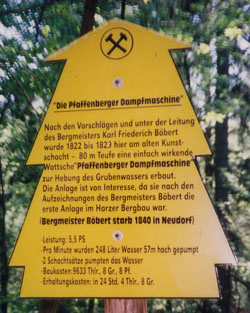 "Die Pfaffenberger Dampfmaschine"
Nach den Vorschlägen und unter der Leitung
des Bergmeisters Karl Friederich Böbert
wurde 1822 bis 1823 hier am alten Kunst-
schacht - 80 m Teufe eine einfach wirkende
Wattsche "Pfaffenberger Dampfmaschine"
zur Hebung des Grubenwassers erbaut.
Die Anlage ist von Interesse, da sie nach den
Aufzeichnungen des Bergmeisters Böbert die
erste Anlage im Harzer Bergbau war.
(Bergmeister Böbert starb 1840 in Neudorf)
-Leistung: 5,5 PS
-Pro Minute wurden 248 Liter Wasser 57m hoch gepumpt
-2 Schachtsätze pumpten das Wasser
-Baukosten: 9633 Thlr., 8 Gr., 8 Pf.
-Erhaltungskosten: in 24 Std. 4 Thlr., 8 Gr.